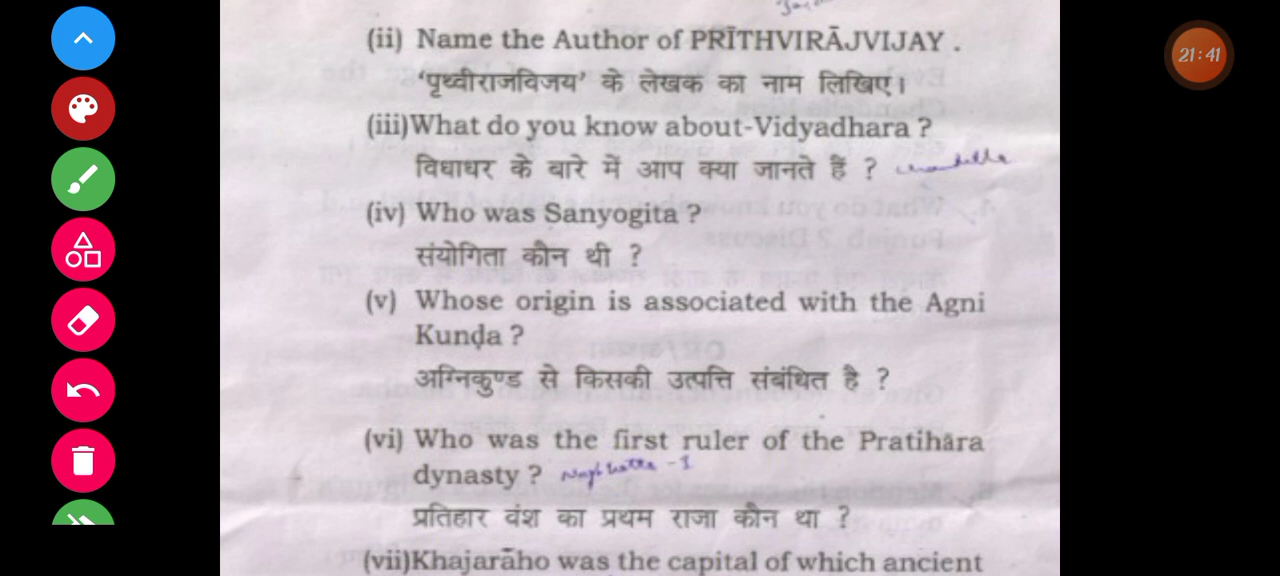 21:41
(ii) Name the Author of PRĪTHVIRĀJVIJAY .
‘पृथ्वीराजविजय’ के लेखक का नाम लिखिए।
(iii)What do you know about-Vidyadhara ?
विधाधर के बारे में आप क्या जानते हैं ?
(iv) Who was Sanyogita ?
संयोगिता कौन थी ?
(v) Whose origin is associated with the Agni
Kunḍa ?
अग्निकुण्ड से किसकी उत्पत्ति संबंधित है ?
(vi) Who was the first ruler of the Pratihāra
dynasty ?
प्रतिहार वंश का प्रथम राजा कौन था ?
(vii)Khajarāho was the capital of which ancient